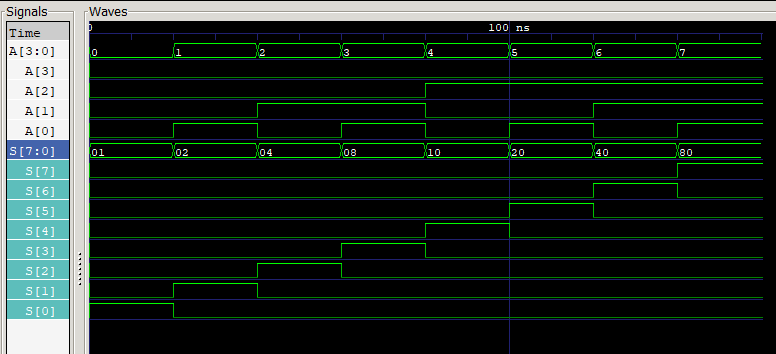 Signals Waves
Time 0 100 ns
A[3:0] 0 1 2 3 4 5 6 7
A[3]
A[2]
A[1]
A[0]
S[7:0] 01 02 04 08 10 20 40 80
S[7]
S[6]
S[5]
S[4]
S[3]
S[2]
S[1]
S[0]